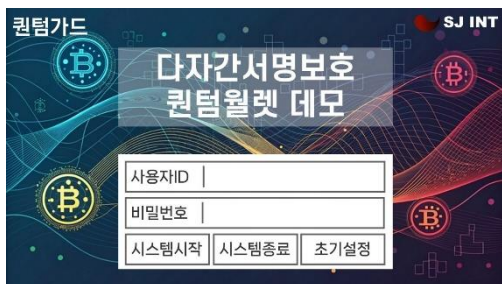 퀀텀가드
SJ INT
다자간서명보호
퀀텀월렛 데모
사용자ID
비밀번호
시스템시작 시스템종료 초기설정